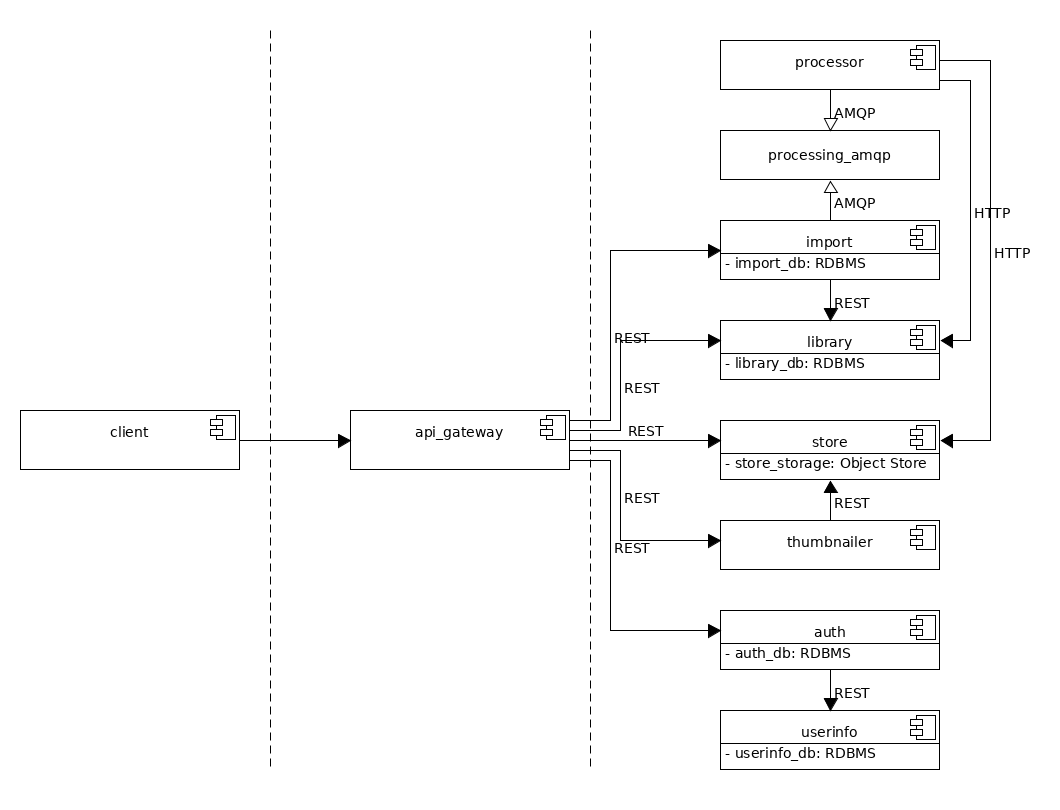 processor
AMQP
processing_amqp
AMQP
HTTP
import
- import_db: RDBMS
HTTP
REST
REST
library
- library_db: RDBMS
REST
client
api_gateway
REST
store
- store_storage: Object Store
REST
REST
thumbnailer
REST
auth
- auth_db: RDBMS
REST
userinfo
- userinfo_db: RDBMS